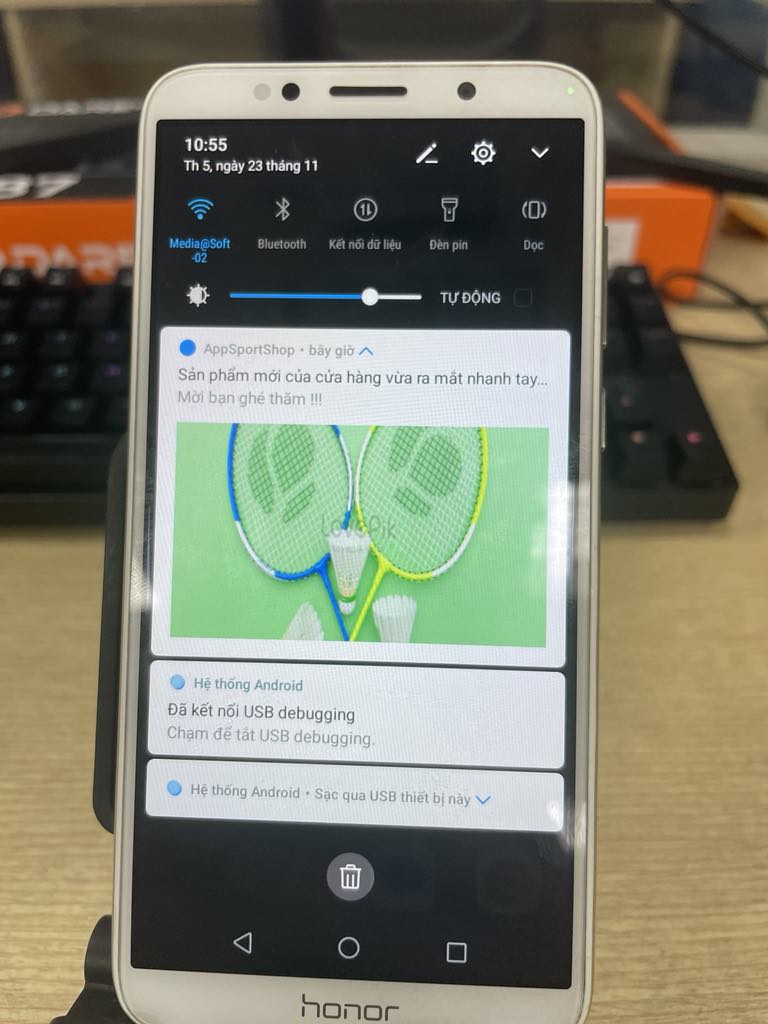 10:55
Th 5, ngày 23 tháng 11
Media@Soft
-02
Bluetooth
Kết nối dữ liệu
Đèn pin
Dọc
TỰ ĐỘNG
AppSportShop • bây giờ
Sản phẩm mới của cửa hàng vừa ra mắt nhanh tay...
Mời bạn ghé thăm !!!
LovePik
Hệ thống Android
Đã kết nối USB debugging
Chạm để tắt USB debugging.
Hệ thống Android • Sạc qua USB thiết bị này
honor